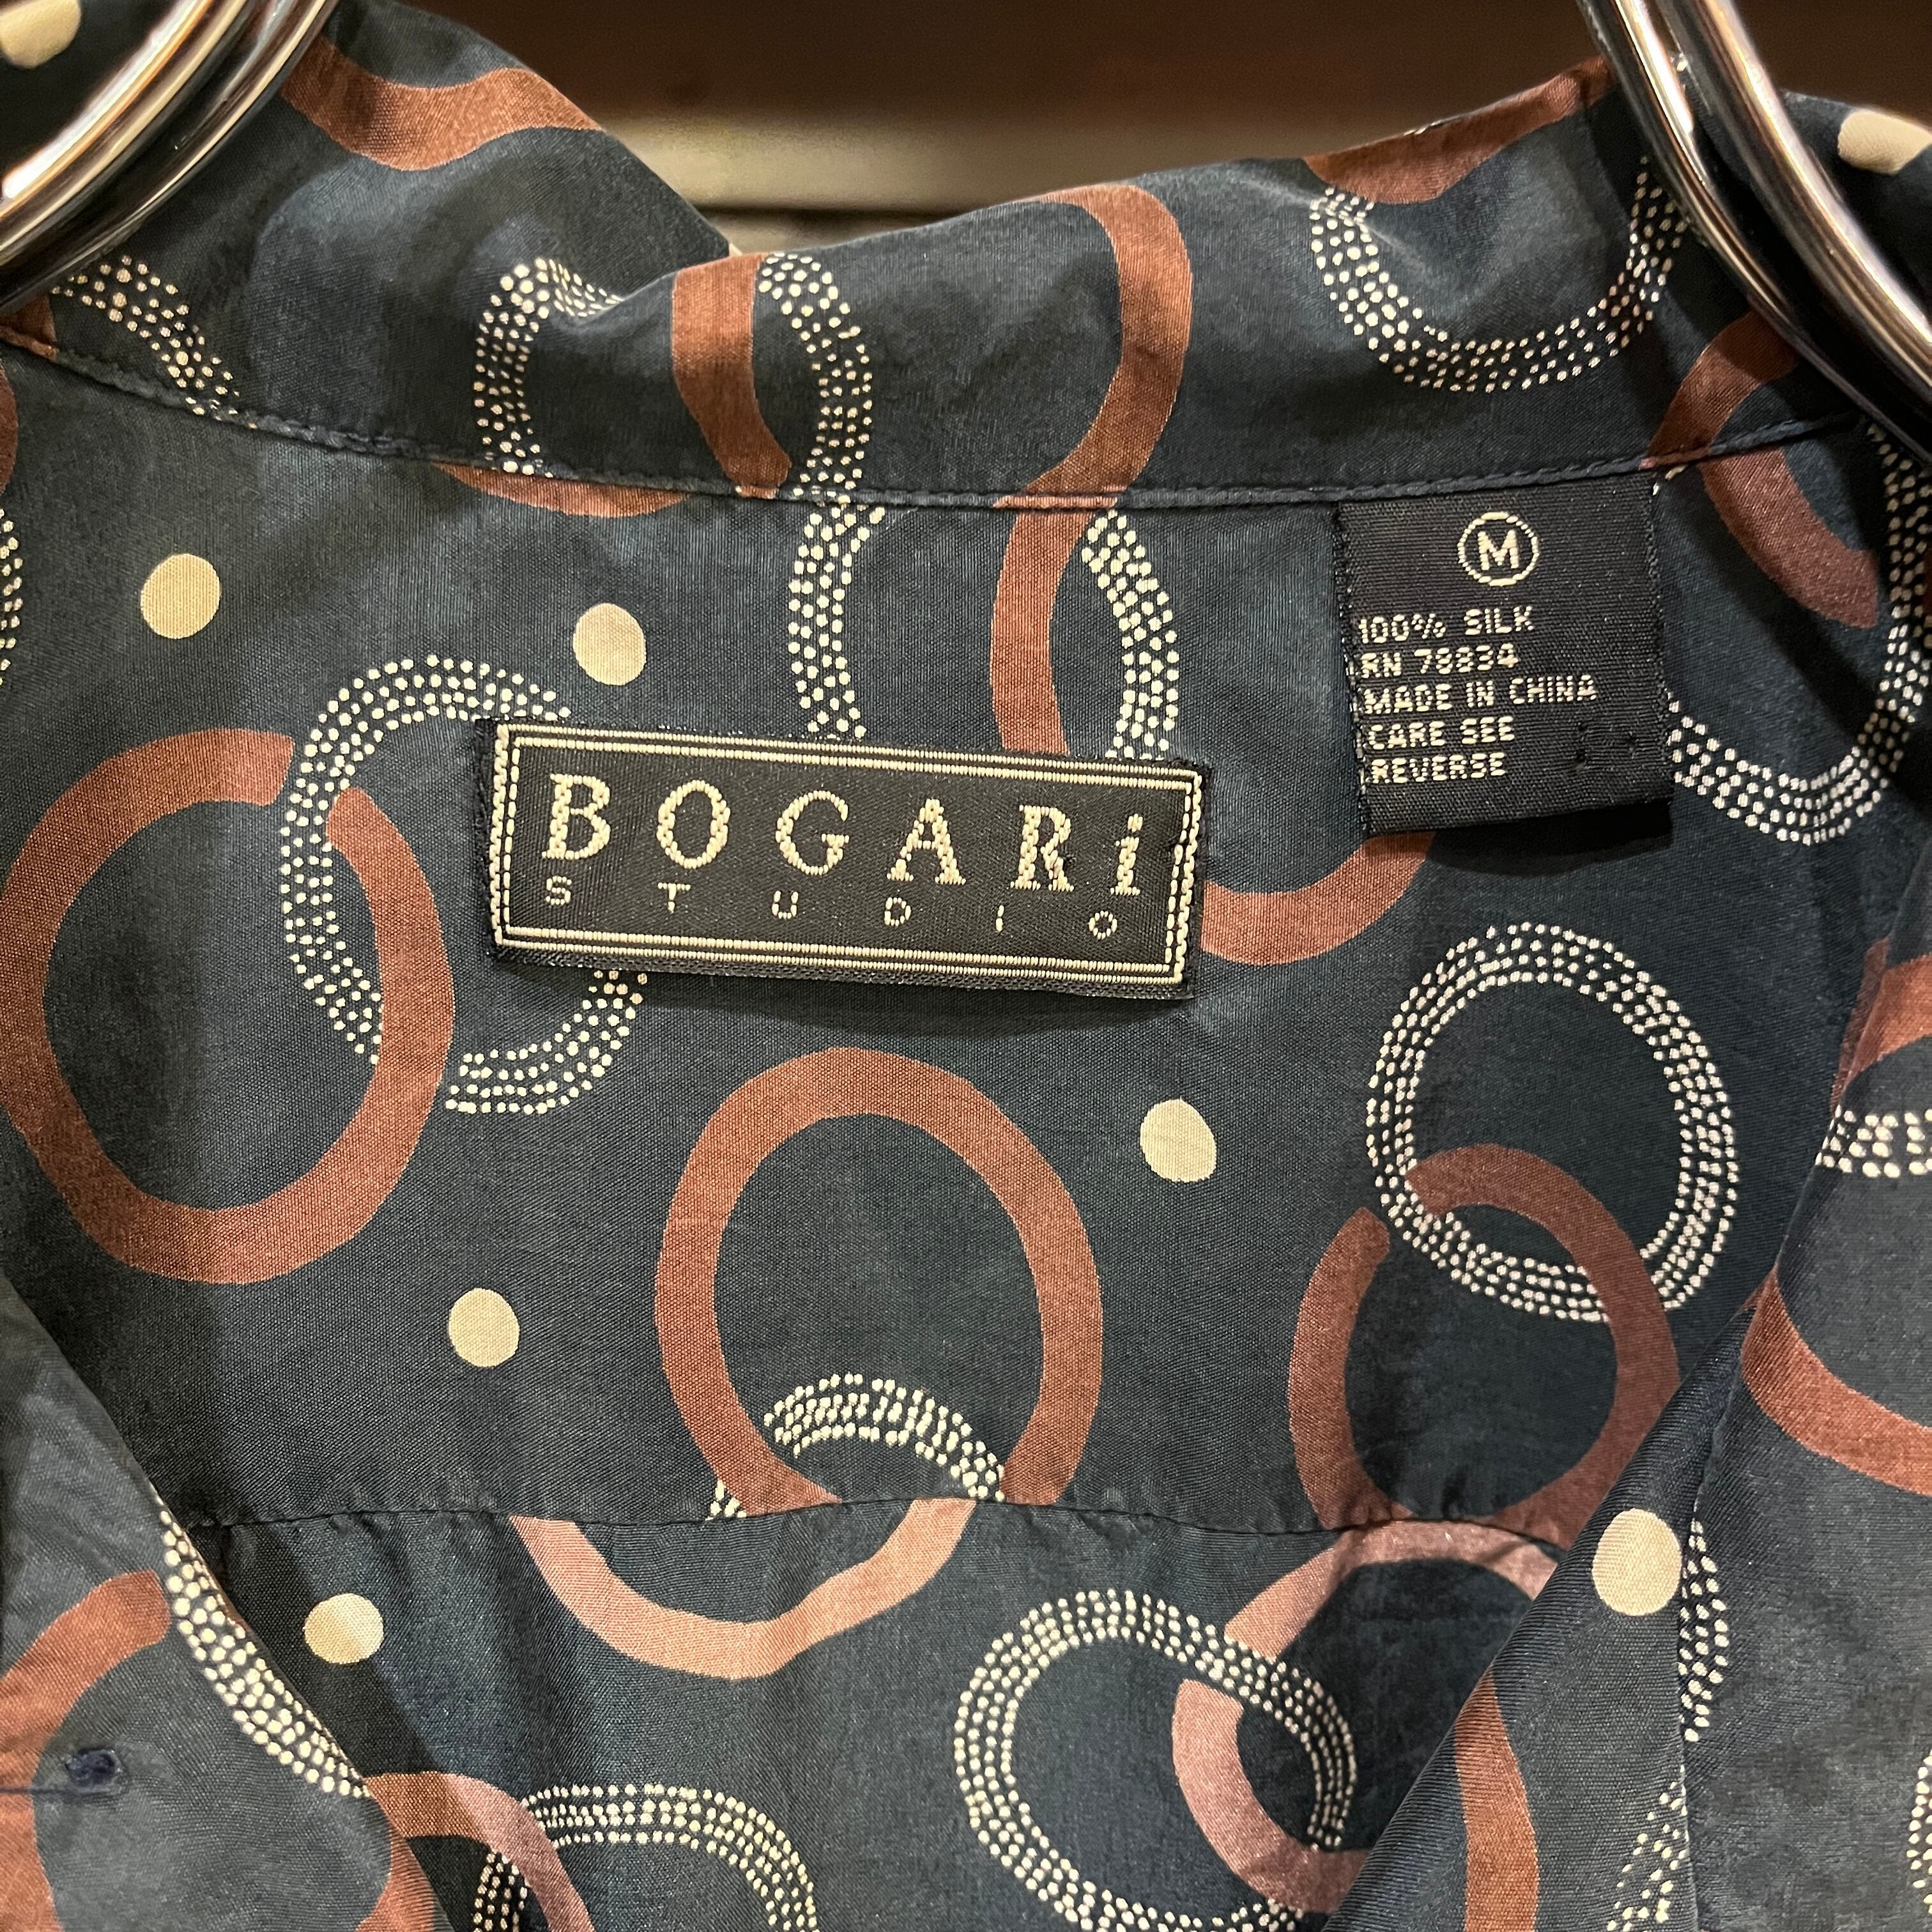 BOGARi
STUDIO
M
100% SILK
RN 78834
MADE IN CHINA
CARE SEE
REVERSE